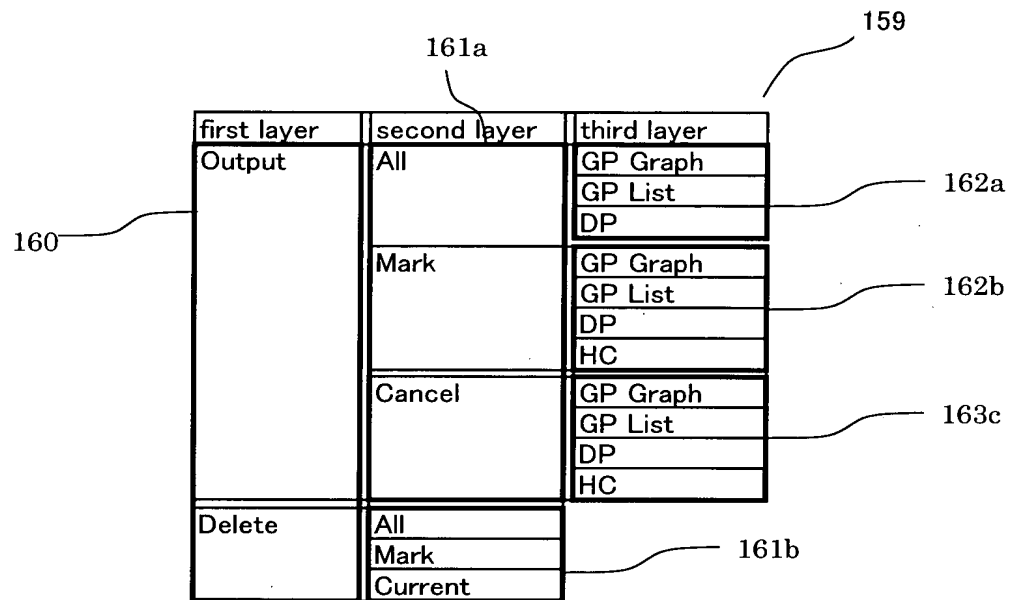 159
161a
first layer second layer third layer
Output All GP Graph
GP List
162a
DP
160
Mark GP Graph
GP List
162b
DP
HC
Cancel GP Graph
GP List
163c
DP
HC
Delete All
Mark
161b
Current